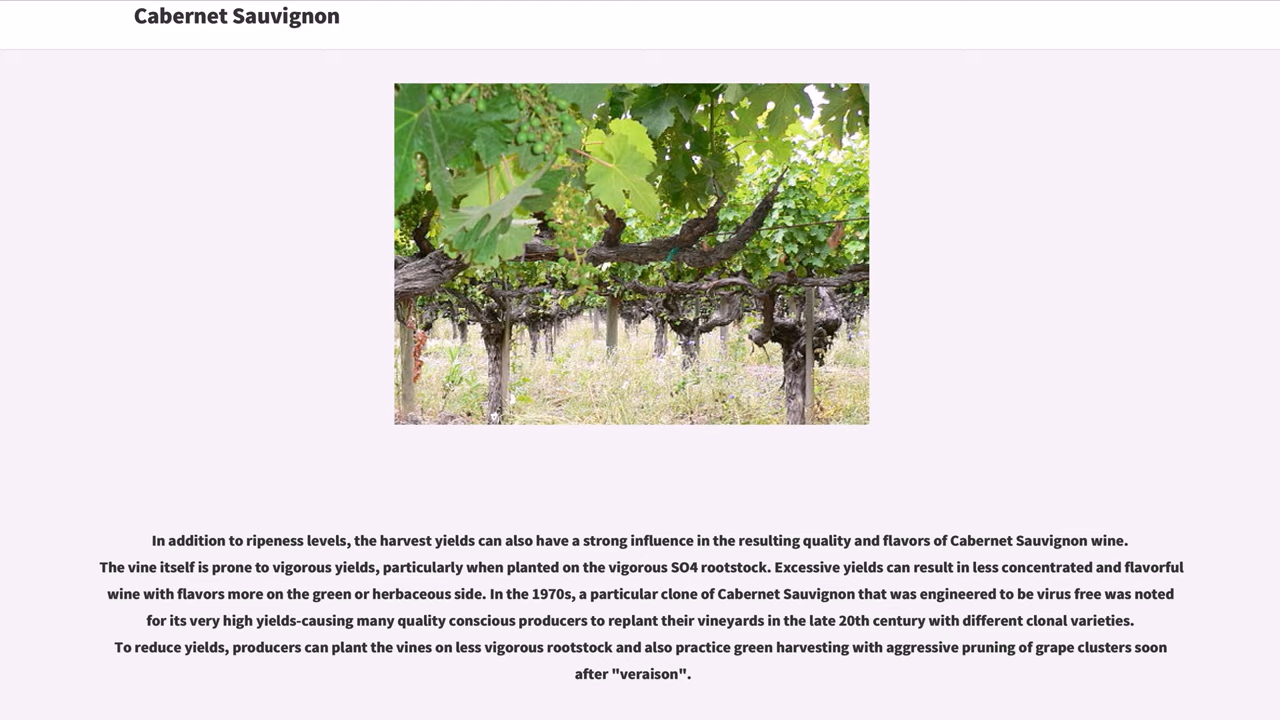 Cabernet Sauvignon
In addition to ripeness levels, the harvest yields can also have a strong influence in the resulting quality and flavors of Cabernet Sauvignon wine.
The vine itself is prone to vigorous yields, particularly when planted on the vigorous SO4 rootstock. Excessive yields can result in less concentrated and flavorful
wine with flavors more on the green or herbaceous side. In the 1970s, a particular clone of Cabernet Sauvignon that was engineered to be virus free was noted
for its very high yields-causing many quality conscious producers to replant their vineyards in the late 20th century with different clonal varieties.
To reduce yields, producers can plant the vines on less vigorous rootstock and also practice green harvesting with aggressive pruning of grape clusters soon
after "veraison".